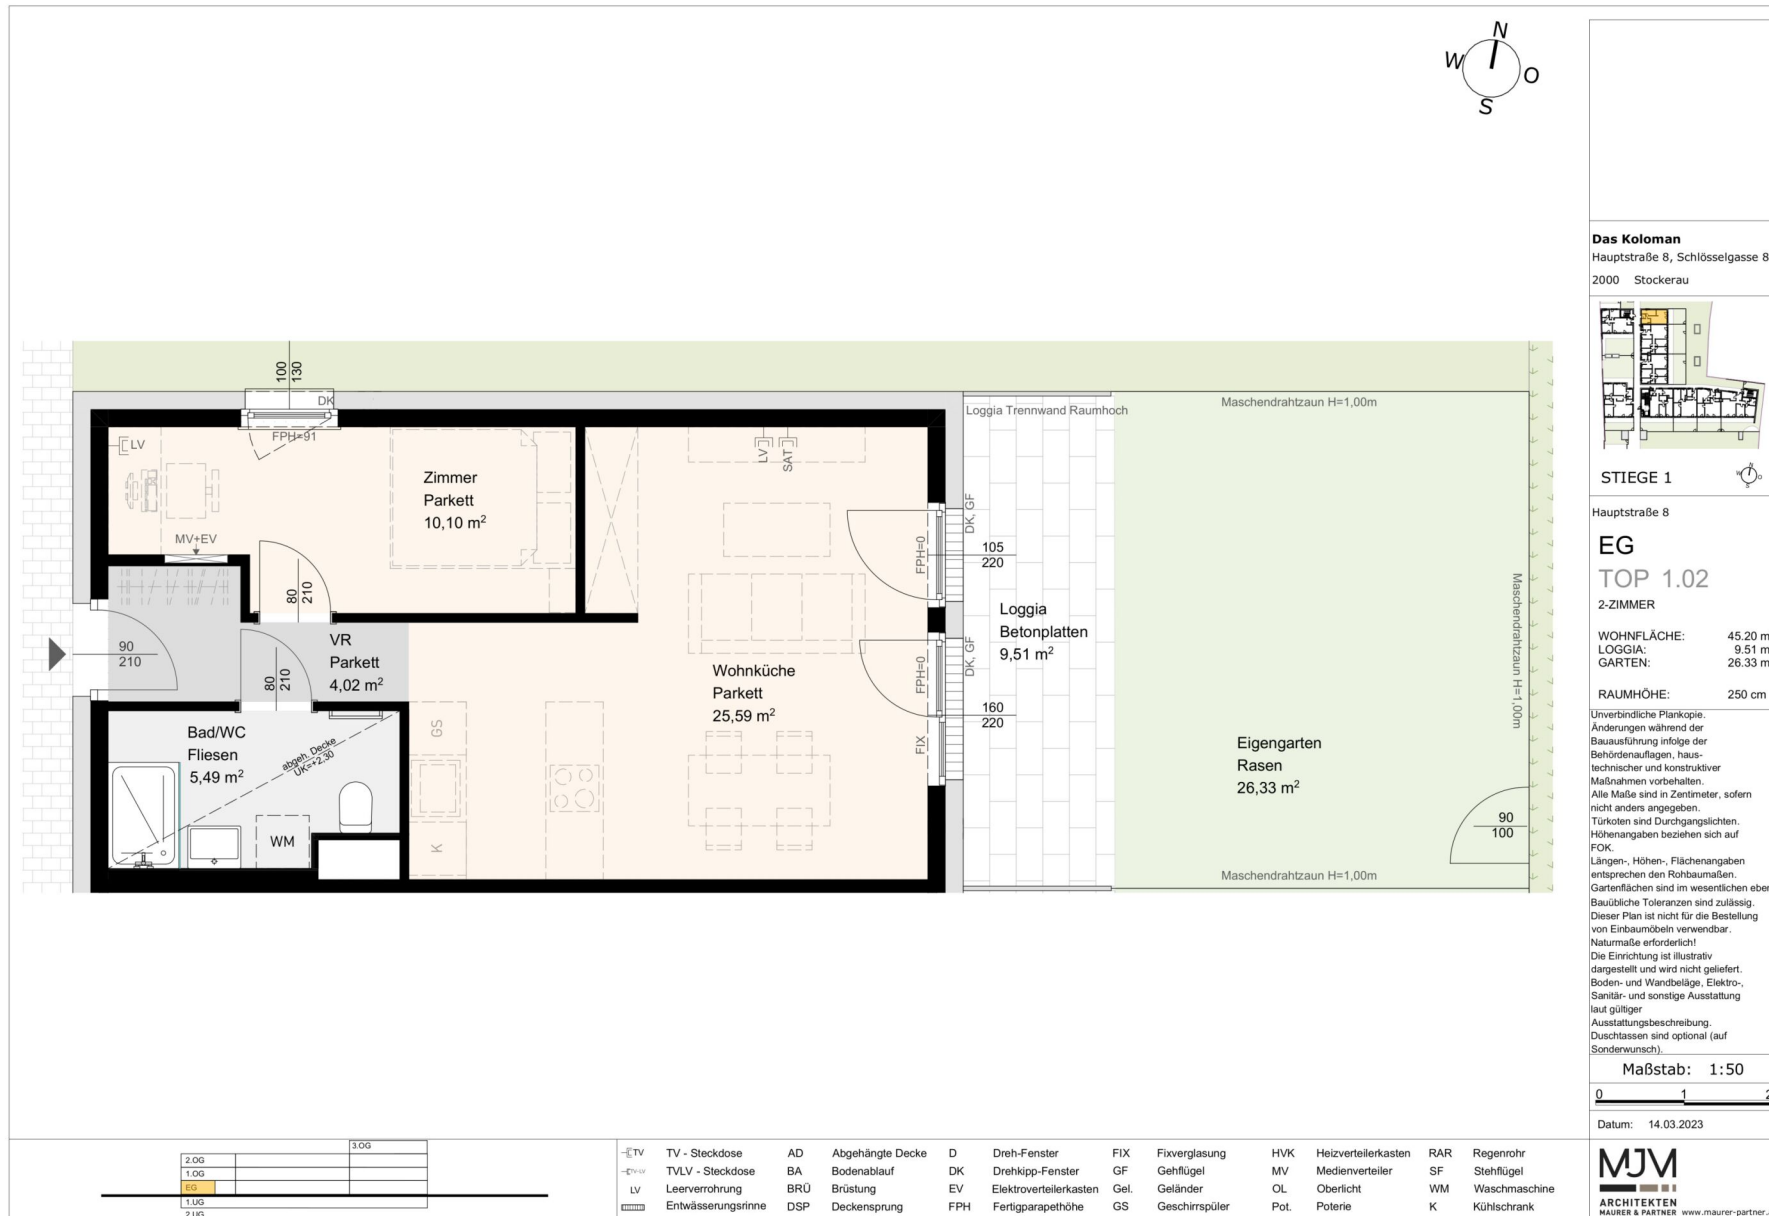 N
W
O
S
100
130
DK
FPH=91
LV
Zimmer
Parkett
10,10 m²
MV+EV
80
210
90
210
VR
Parkett
4,02 m²
80
210
Bad/WC
Fliesen
5,49 m²
abgeh. Decke
UK=+2,30
WM
GS
K
LV
SAT
Wohnküche
Parkett
25,59 m²
FPH=0
DK, GF
105
220
FPH=0
DK, GF
160
220
FIX
Loggia Trennwand Raumhoch
Loggia
Betonplatten
9,51 m²
Maschendrahtzaun H=1,00m
Maschendrahtzaun H=1,00m
Eigengarten
Rasen
26,33 m²
90
100
Maschendrahtzaun H=1,00m
Das Koloman
Hauptstraße 8, Schlösselgasse 8
2000 Stockerau
STIEGE 1
Hauptstraße 8
EG
TOP 1.02
2-ZIMMER
WOHNFLÄCHE: 45.20 m
LOGGIA: 9.51 m
GARTEN: 26.33 m
RAUMHÖHE: 250 cm
Unverbindliche Plankopie.
Änderungen während der
Bauausführung infolge der
Behördenauflagen, haus-
technischer und konstruktiver
Maßnahmen vorbehalten.
Alle Maße sind in Zentimeter, sofern
nicht anders angegeben.
Türkoten sind Durchgangslichten.
Höhenangaben beziehen sich auf
FOK.
Längen-, Höhen-, Flächenangaben
entsprechen den Rohbaumaßen.
Gartenflächen sind im wesentlichen eben
Bauübliche Toleranzen sind zulässig.
Dieser Plan ist nicht für die Bestellung
von Einbaumöbeln verwendbar.
Naturmaße erforderlich!
Die Einrichtung ist illustrativ
dargestellt und wird nicht geliefert.
Boden- und Wandbeläge, Elektro-,
Sanitär- und sonstige Ausstattung
laut gültiger
Ausstattungsbeschreibung.
Duschtassen sind optional (auf
Sonderwunsch).
Maßstab: 1:50
0 1 2
Datum: 14.03.2023
MJM
ARCHITEKTEN
MAURER & PARTNER www.maurer-partner.
3.OG
2.OG
1.OG
EG
1.UG
2.UG
TV TV - Steckdose AD Abgehängte Decke D Dreh-Fenster FIX Fixverglasung HVK Heizverteilerkasten RAR Regenrohr
TV-LV TVLV - Steckdose BA Bodenablauf DK Drehkipp-Fenster GF Gehflügel MV Medienverteiler SF Stehflügel
LV Leerverrohrung BRÜ Brüstung EV Elektroverteilerkasten Gel. Geländer OL Oberlicht WM Waschmaschine
Entwässerungsrinne DSP Deckensprung FPH Fertigparapethöhe GS Geschirrspüler Pot. Poterie K Kühlschrank